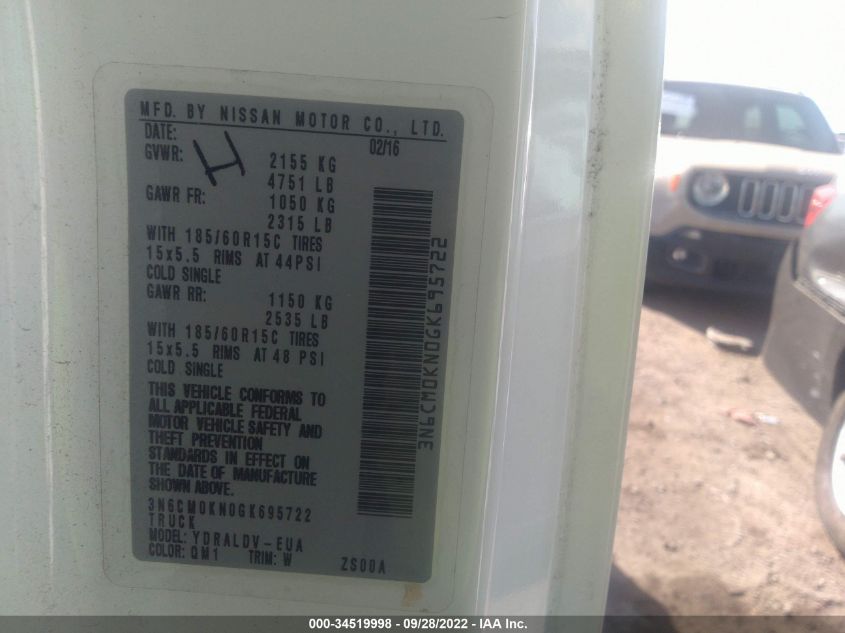 MFD. BY NISSAN MOTOR CO., LTD.
DATE: 02/16
GVWR: H 2155 KG
4751 LB
GAWR FR: 1050 KG
2315 LB
WITH 185/60R15C TIRES
15x5.5 RIMS AT 44PSI
COLD SINGLE
GAWR RR: 1150 KG
2535 LB
WITH 185/60R15C TIRES
15x5.5 RIMS AT 48 PSI
COLD SINGLE
THIS VEHICLE CONFORMS TO
ALL APPLICABLE FEDERAL
MOTOR VEHICLE SAFETY AND
THEFT PREVENTION
STANDARDS IN EFFECT ON
THE DATE OF MANUFACTURE
SHOWN ABOVE.
3N6CM0KN0GK695722
TRUCK
MODEL: YDRALDV-EUA
COLOR: QM1 TRIM: W ZS00A
3N6CM0KN0GK695722
000-34519998 - 09/28/2022 - IAA, Inc.